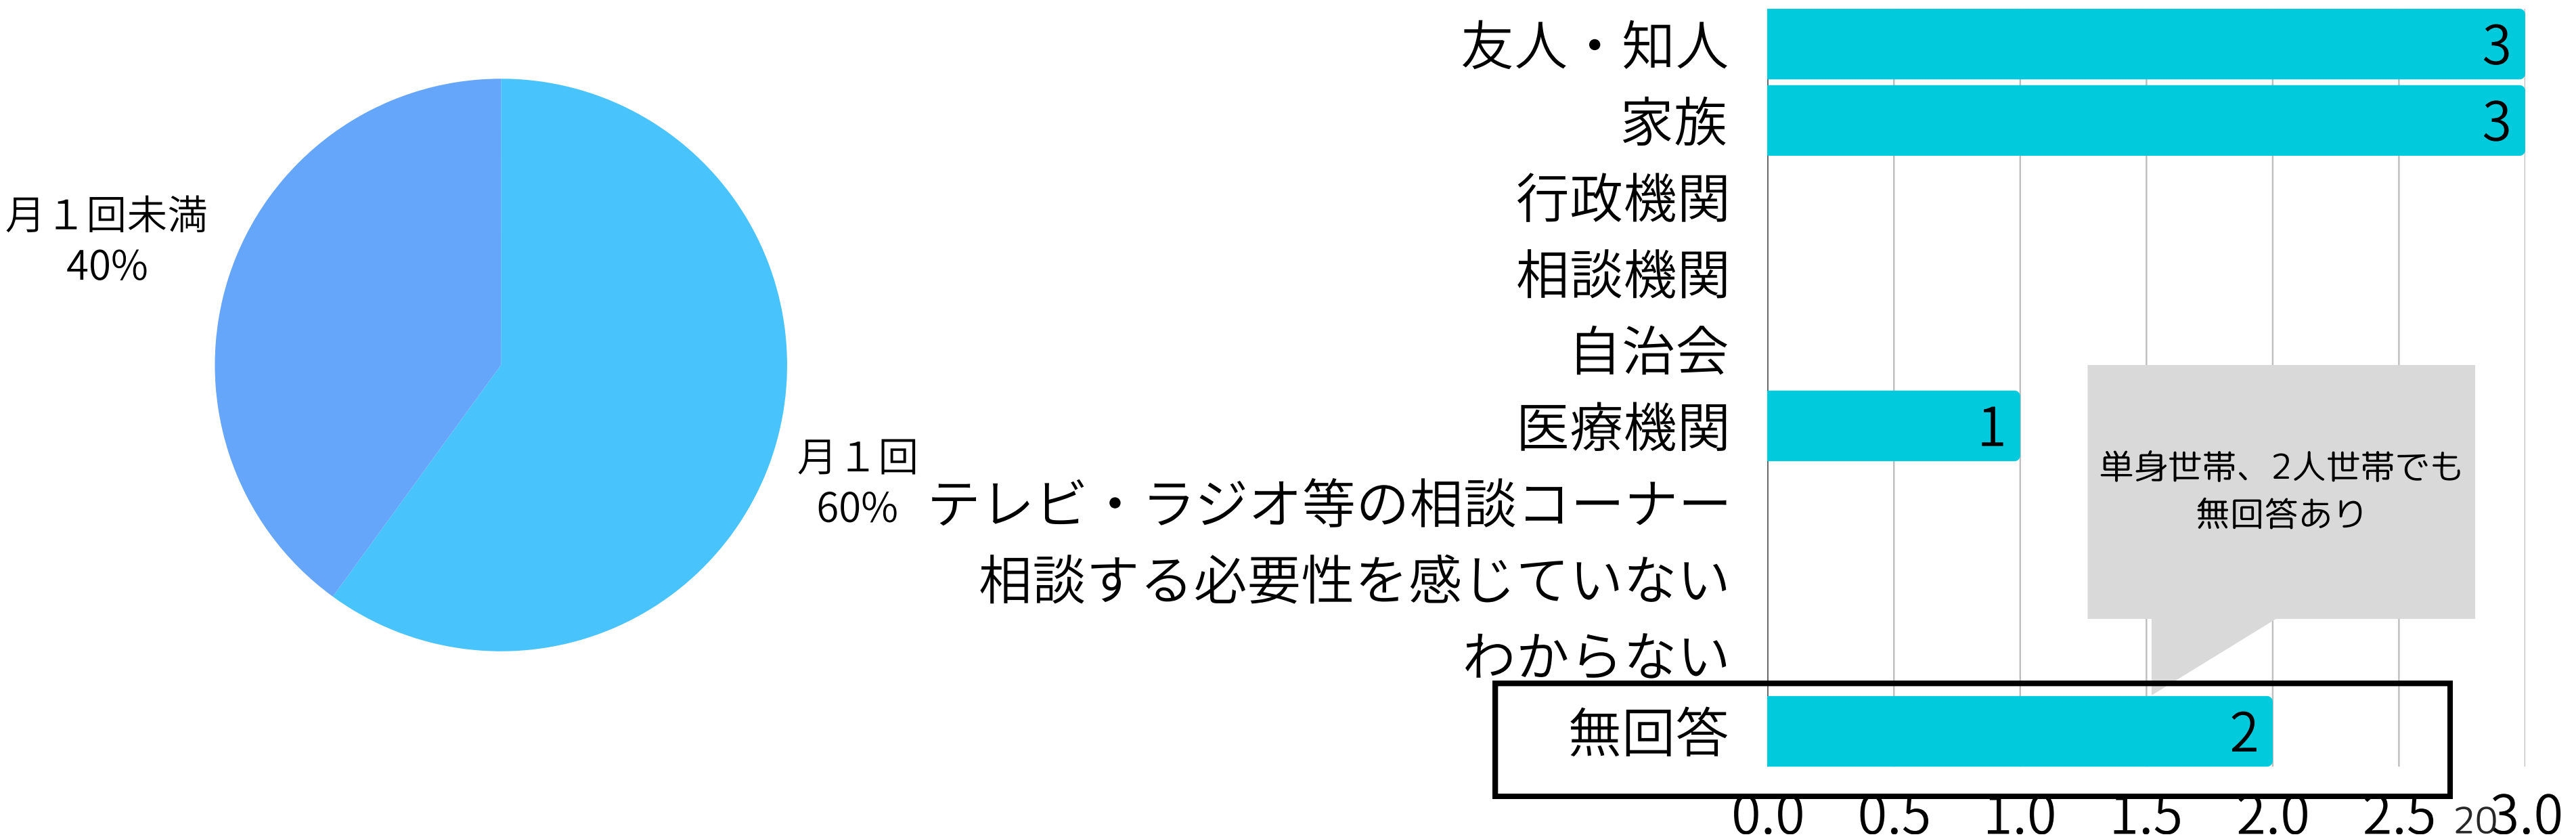 月１回未満
40%
月１回
60%
友人・知人
3
家族
3
行政機関
相談機関
自治会
医療機関
1
テレビ・ラジオ等の相談コーナー
相談する必要性を感じていない
わからない
無回答
2
単身世帯、2人世帯でも
無回答あり
0.0 0.5 1.0 1.5 2.0 2.5 3.0
20